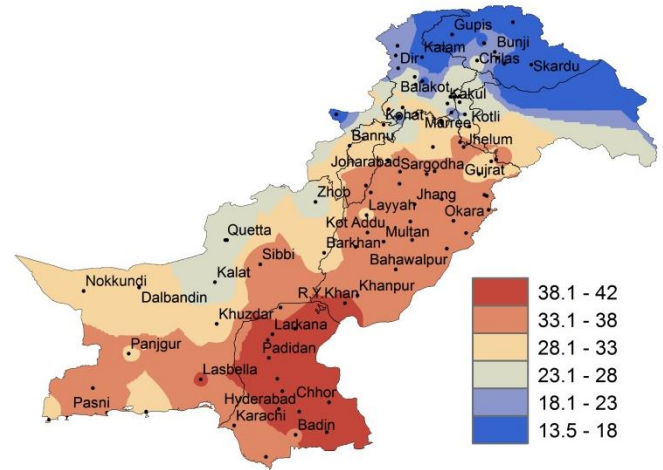 Gupis
Kalam
Bunji
Dir
Chilas
Skardu
Balakot
Kakul
Kohat
Murree
Kotli
Bannu
Jhelum
Joharabad
Sargodha
Gujrat
Zhob
Layyah
Jhang
Okara
Kot Addu
Quetta
Multan
Barkhan
Sibbi
Bahawalpur
Kalat
Nokkundi
Dalbandin
R.Y.Khan
Khanpur
Khuzdar
Larkana
Panjgur
Padidan
Lasbella
Pasni
Hyderabad
Chhor
Karachi
Badin
38.1 - 42
33.1 - 38
28.1 - 33
23.1 - 28
18.1 - 23
13.5 - 18